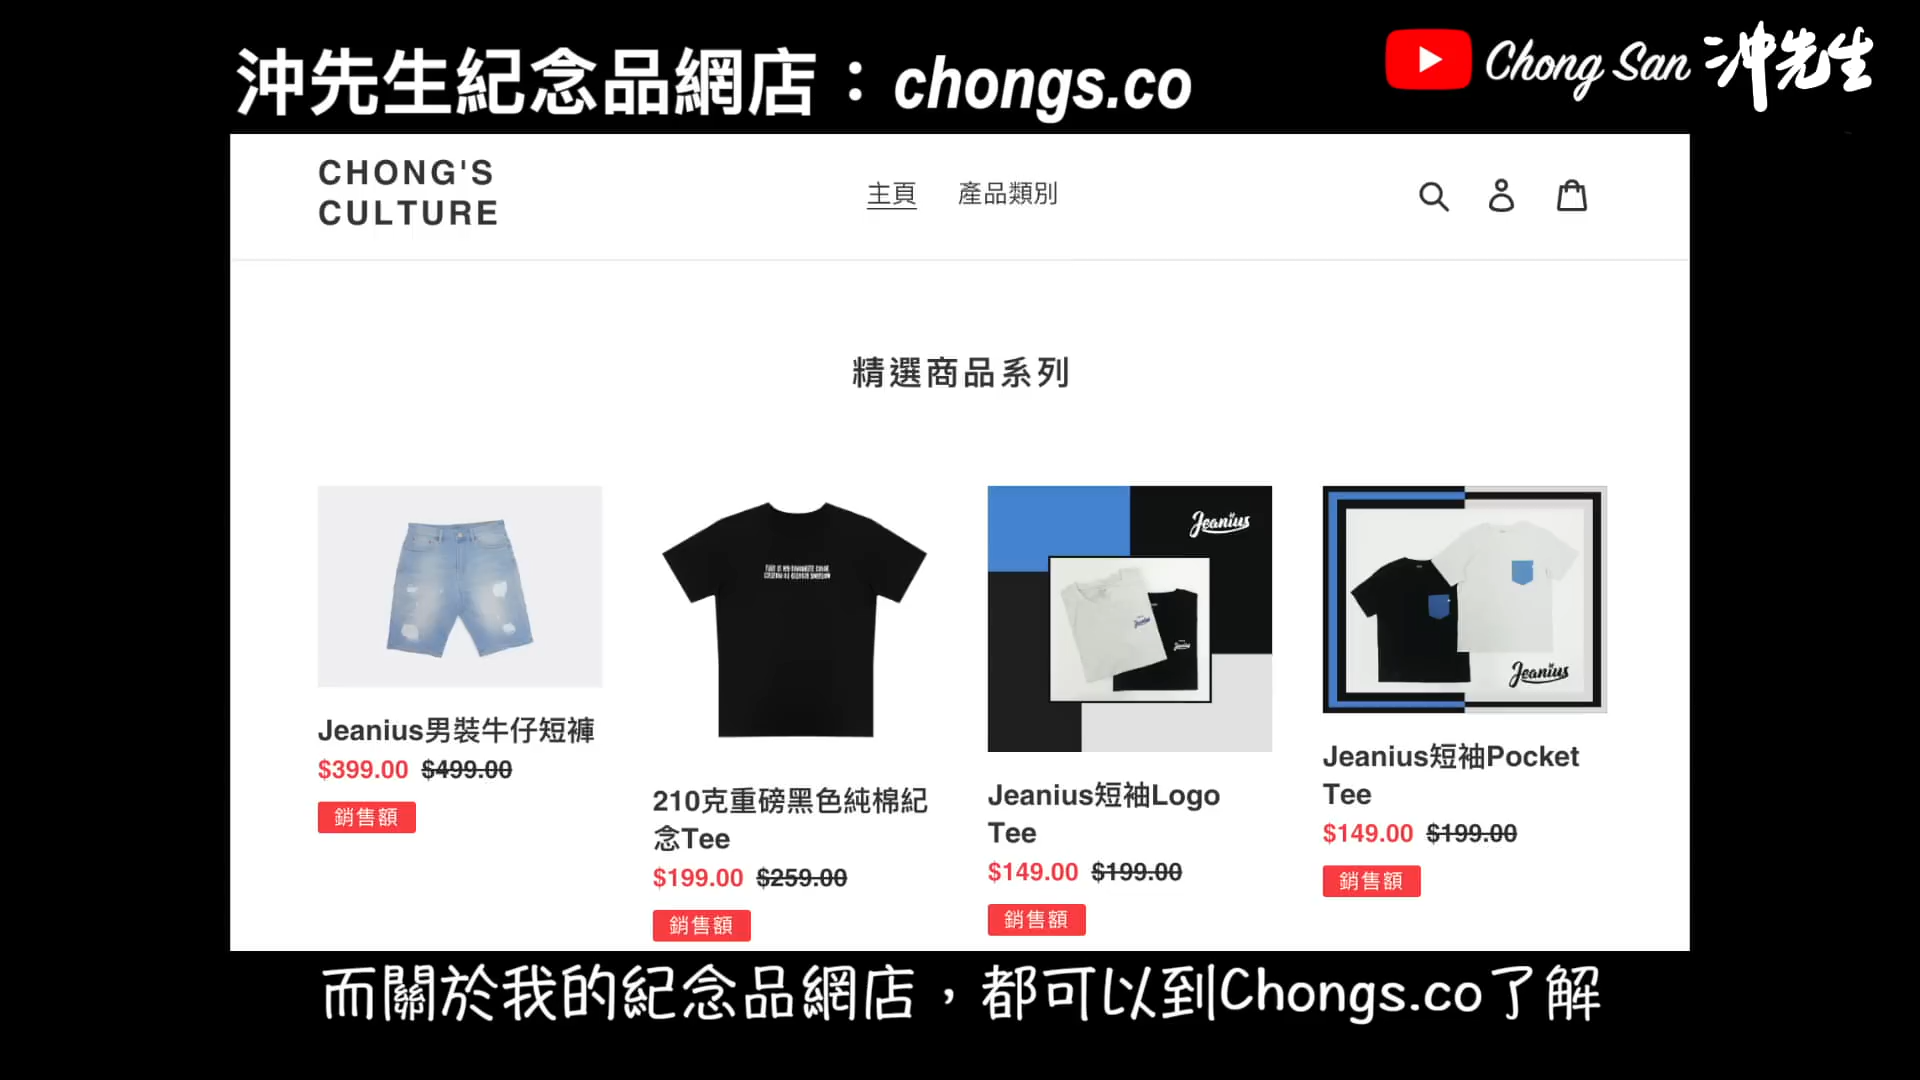 沖先生紀念品網店：chongs.co
Chong San 沖先生
CHONG'S
CULTURE
主頁
產品類別
精選商品系列
Jeanius
Jeanius
Jeanius男裝牛仔短褲
$399.00 $499.00
銷售額
210克重磅黑色純棉紀
念Tee
$199.00 $259.00
銷售額
Jeanius短袖Logo
Tee
$149.00 $199.00
銷售額
Jeanius短袖Pocket
Tee
$149.00 $199.00
銷售額
而關於我的紀念品網店，都可以到Chongs.co了解